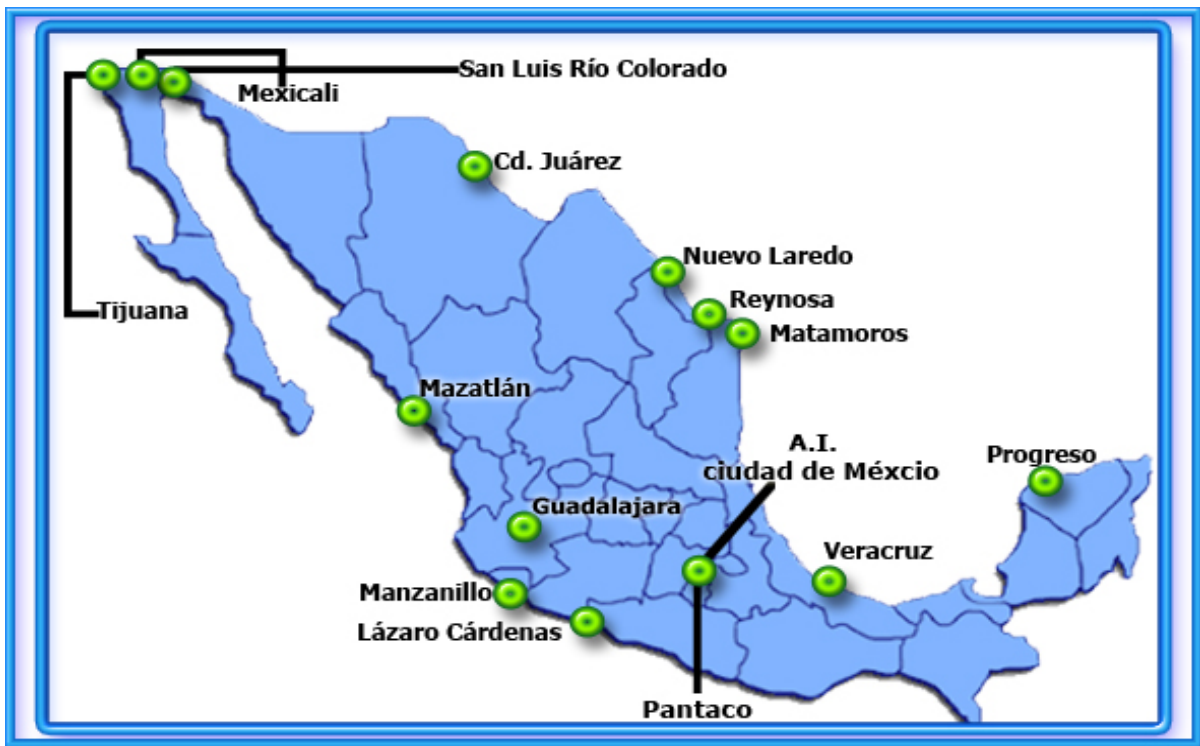 San Luis Río Colorado
Mexicali
Cd. Juárez
Nuevo Laredo
Reynosa
Tijuana
Matamoros
Mazatlán
A.I.
ciudad de Méxcio
Progreso
Guadalajara
Veracruz
Manzanillo
Lázaro Cárdenas
Pantaco